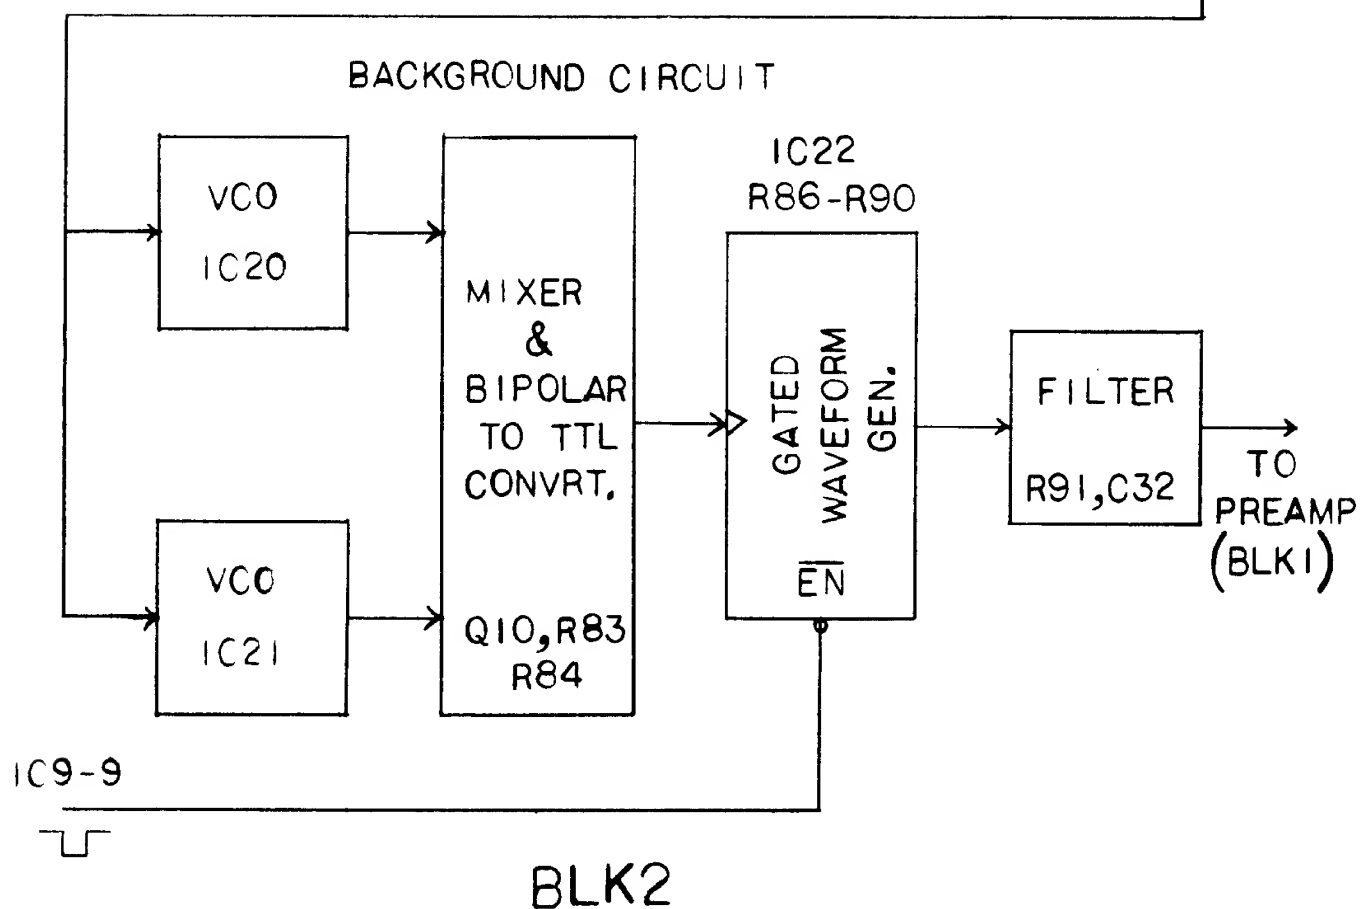 BACKGROUND CIRCUIT
VCO
IC20
MIXER
&
BIPOLAR
TO TTL
CONVRT.
Q10,R83
R84
VCO
IC21
IC22
R86-R90
GATED
WAVEFORM
GEN.
EN
FILTER
R91,C32
TO
PREAMP
(BLK1)
IC9-9
BLK2